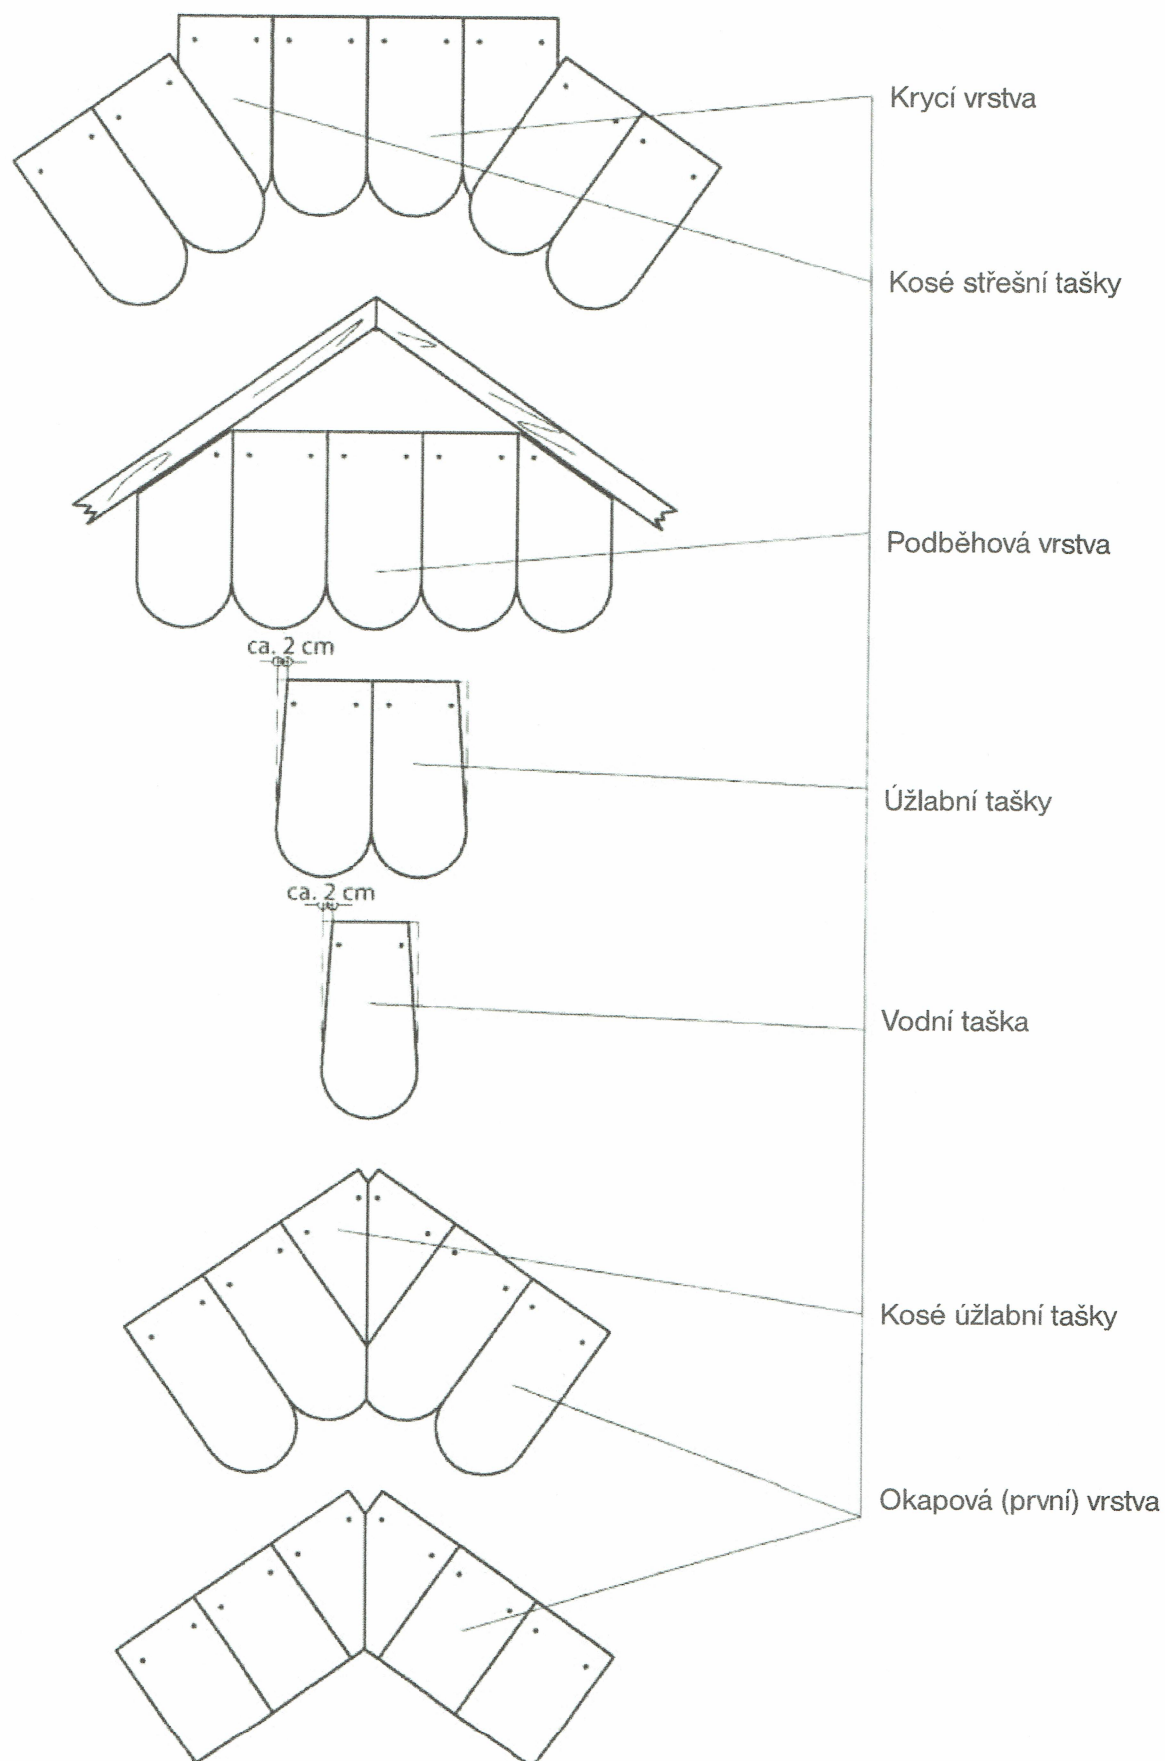 Krycí vrstva
Kosé střešní tašky
Podběhová vrstva
ca. 2 cm
Úžlabní tašky
ca. 2 cm
Vodní taška
Kosé úžlabní tašky
Okapová (první) vrstva